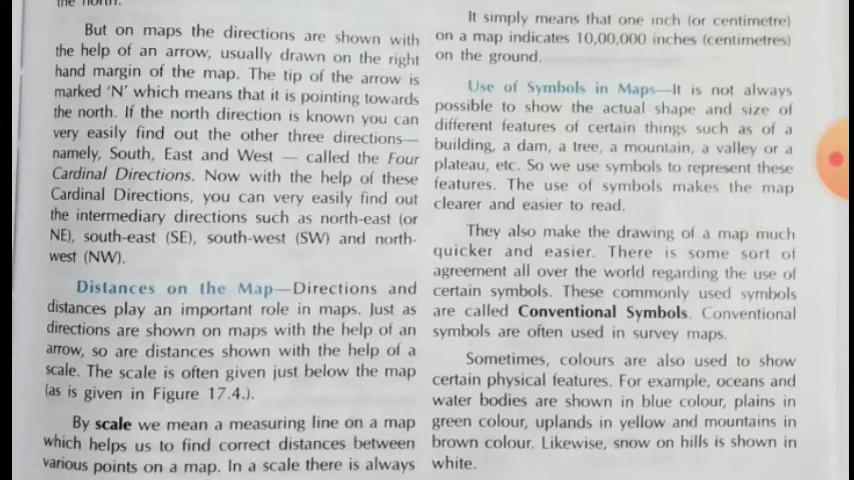 the north.
But on maps the directions are shown with
the help of an arrow, usually drawn on the right
hand margin of the map. The tip of the arrow is
marked ‘N’ which means that it is pointing towards
the north. If the north direction is known you can
very easily find out the other three directions—
namely, South, East and West — called the Four
Cardinal Directions. Now with the help of these
Cardinal Directions, you can very easily find out
the intermediary directions such as north-east (or
NE), south-east (SE), south-west (SW) and north-
west (NW).
Distances on the Map—Directions and
distances play an important role in maps. Just as
directions are shown on maps with the help of an
arrow, so are distances shown with the help of a
scale. The scale is often given just below the map
(as is given in Figure 17.4.).
By scale we mean a measuring line on a map
which helps us to find correct distances between
various points on a map. In a scale there is always
It simply means that one inch (or centimetre)
on a map indicates 10,00,000 inches (centimetres)
on the ground.
Use of Symbols in Maps—It is not always
possible to show the actual shape and size of
different features of certain things such as of a
building, a dam, a tree, a mountain, a valley or a
plateau, etc. So we use symbols to represent these
features. The use of symbols makes the map
clearer and easier to read.
They also make the drawing of a map much
quicker and easier. There is some sort of
agreement all over the world regarding the use of
certain symbols. These commonly used symbols
are called Conventional Symbols. Conventional
symbols are often used in survey maps.
Sometimes, colours are also used to show
certain physical features. For example, oceans and
water bodies are shown in blue colour, plains in
green colour, uplands in yellow and mountains in
brown colour. Likewise, snow on hills is shown in
white.